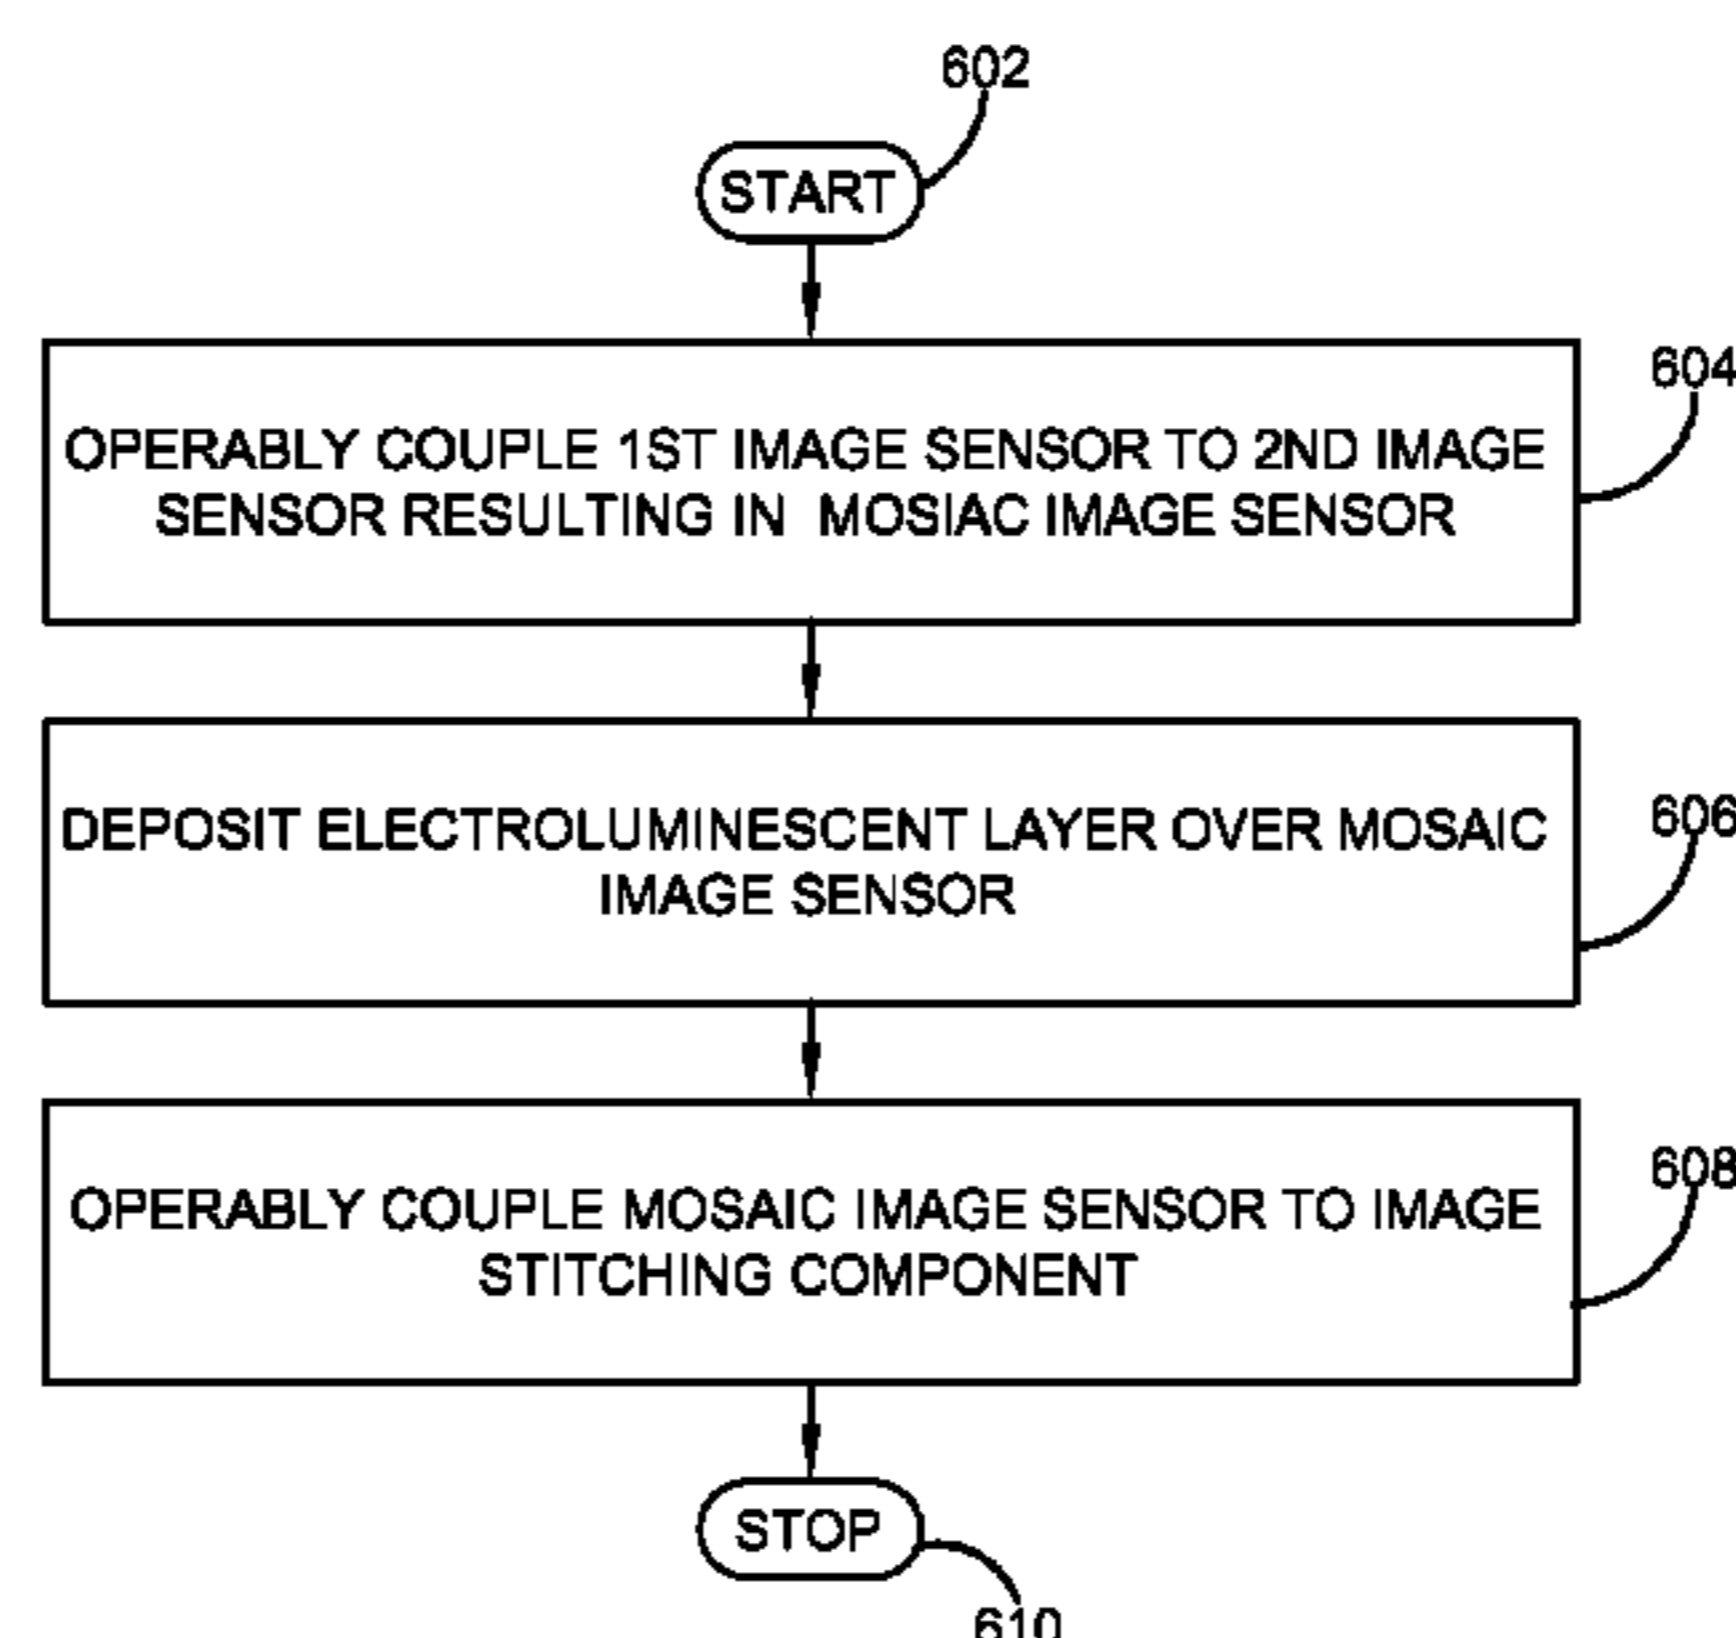 602
START
604
OPERABLY COUPLE 1ST IMAGE SENSOR TO 2ND IMAGE
SENSOR RESULTING IN MOSIAC IMAGE SENSOR
606
DEPOSIT ELECTROLUMINESCENT LAYER OVER MOSAIC
IMAGE SENSOR
608
OPERABLY COUPLE MOSAIC IMAGE SENSOR TO IMAGE
STITCHING COMPONENT
STOP
610